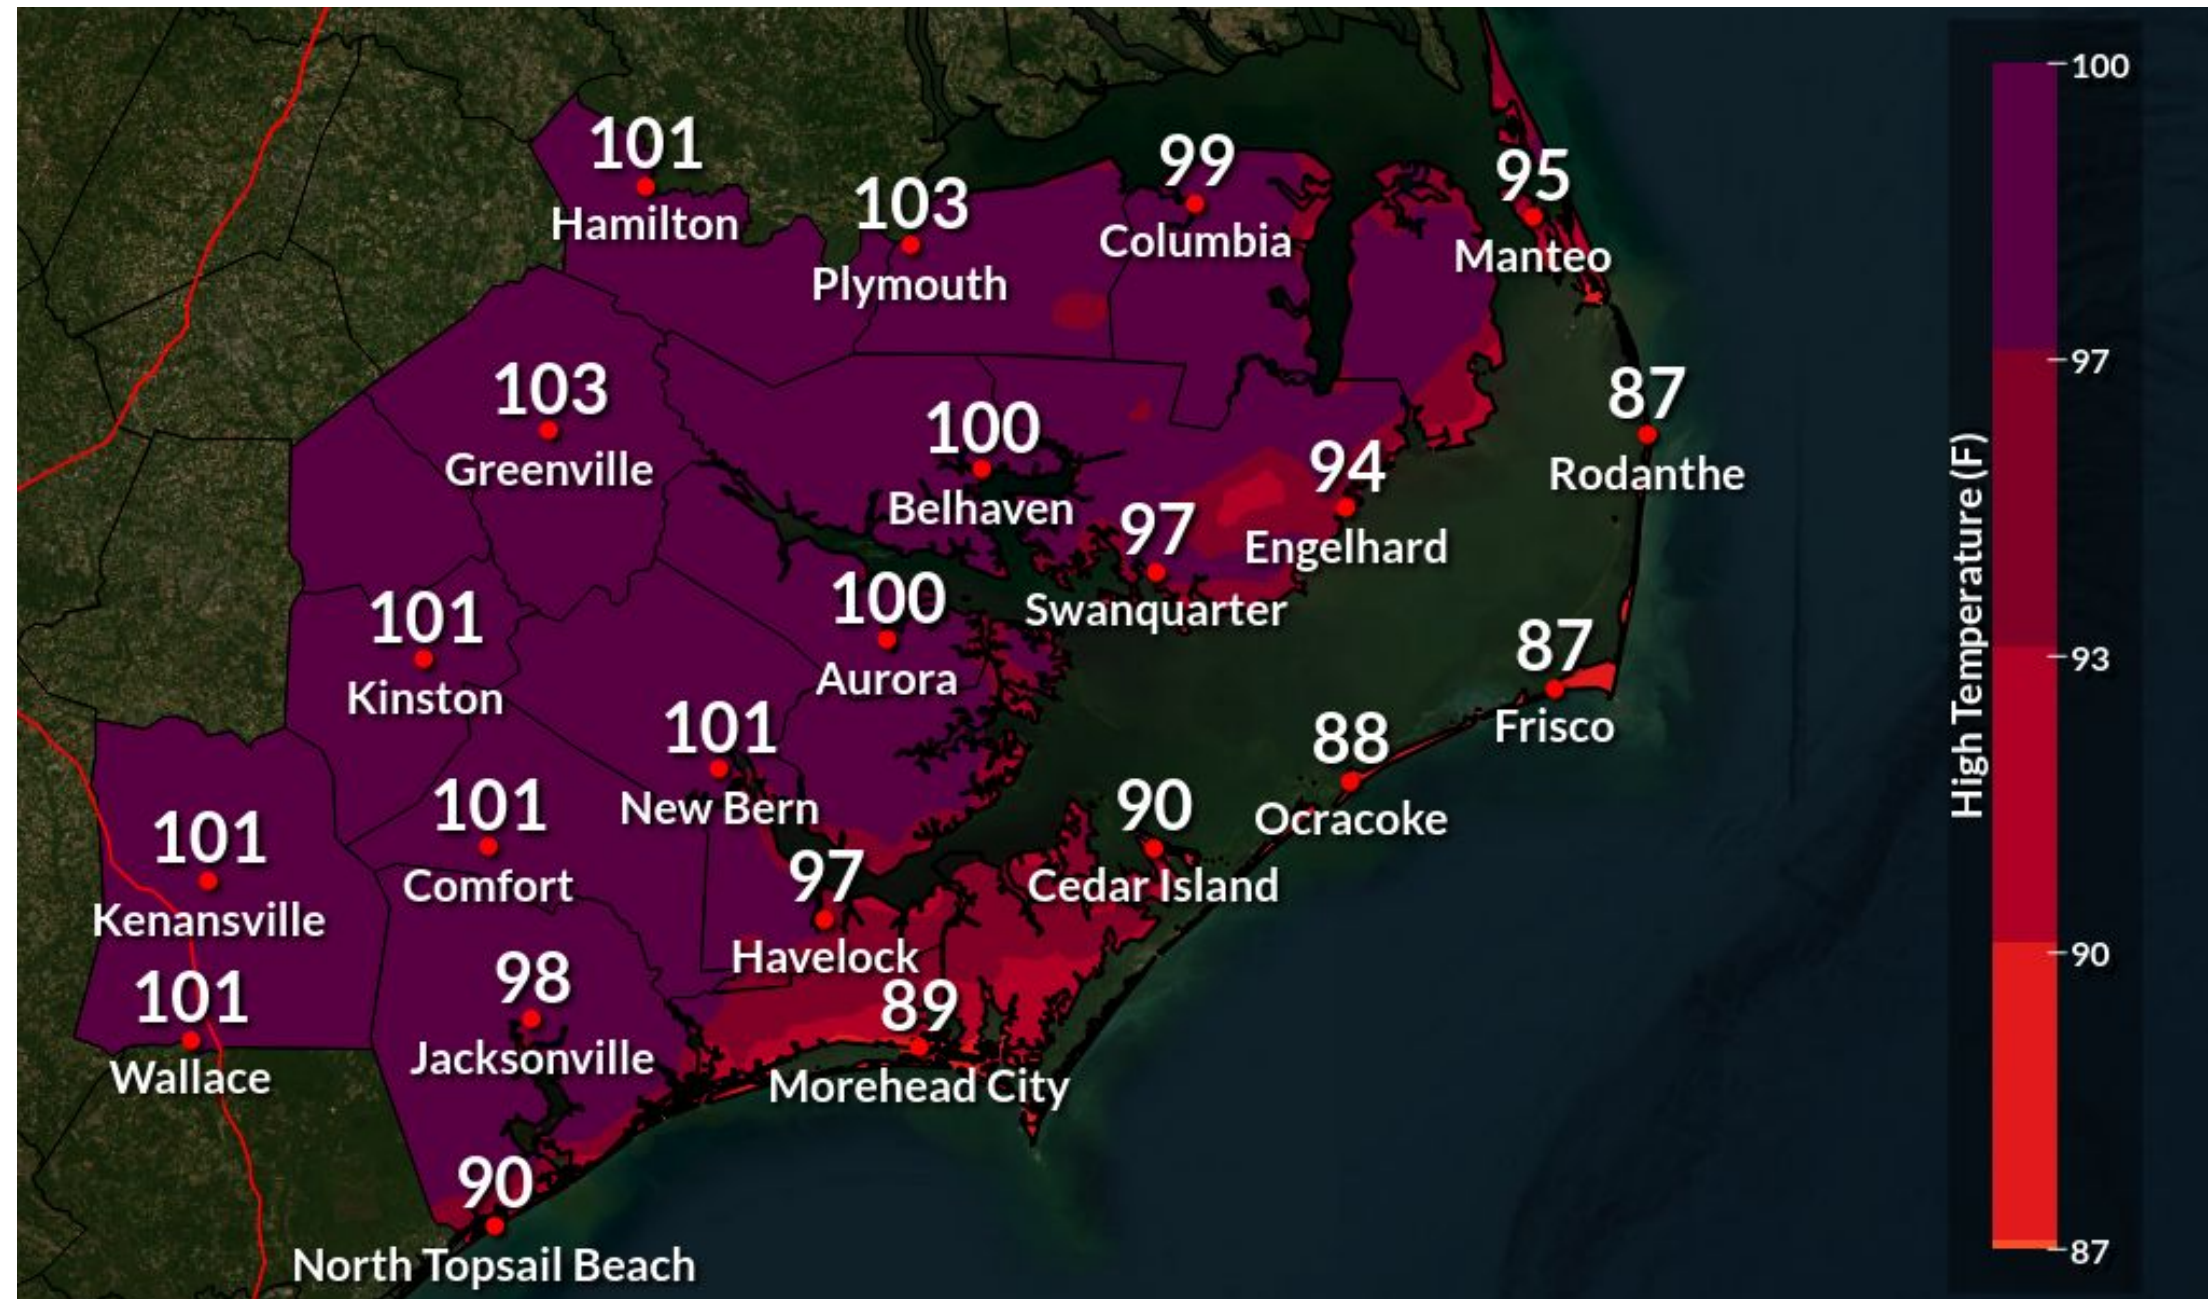 101
Hamilton
103
Plymouth
99
Columbia
95
Manteo
103
Greenville
100
Belhaven
94
Engelhard
87
Rodanthe
97
Swanquarter
101
Kinston
100
Aurora
87
Frisco
101
New Bern
88
Ocracoke
101
Kenansville
101
Comfort
97
Havelock
90
Cedar Island
101
Wallace
98
Jacksonville
89
Morehead City
90
North Topsail Beach
High Temperature (F)
100
97
93
90
87